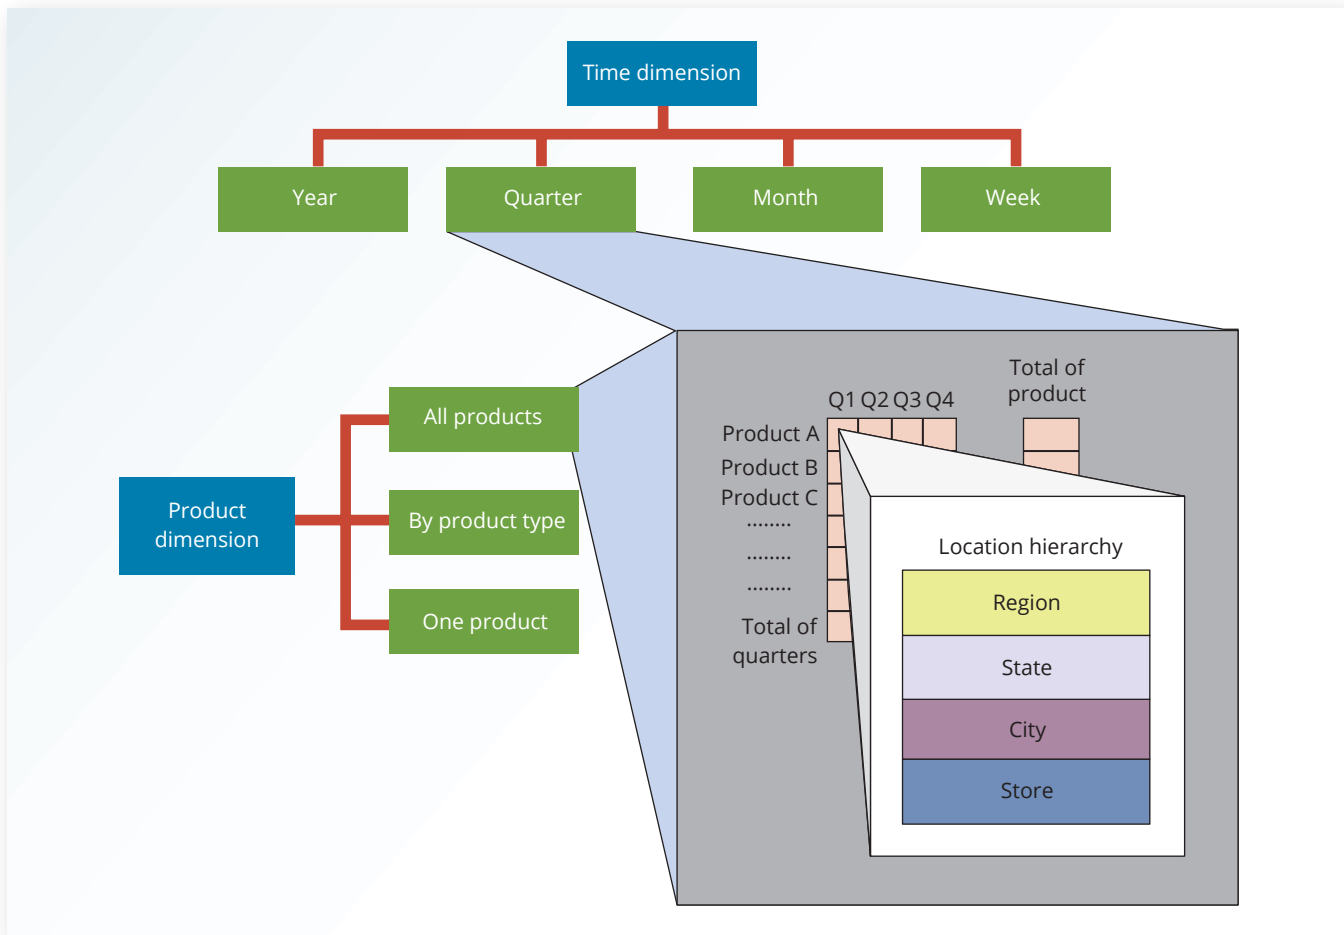 Time dimension
Year
Quarter
Month
Week
Product
dimension
All products
By product type
One product
Total of
product
Q1 Q2 Q3 Q4
Product A
Product B
Product C
........
........
........
Total of
quarters
Location hierarchy
Region
State
City
Store